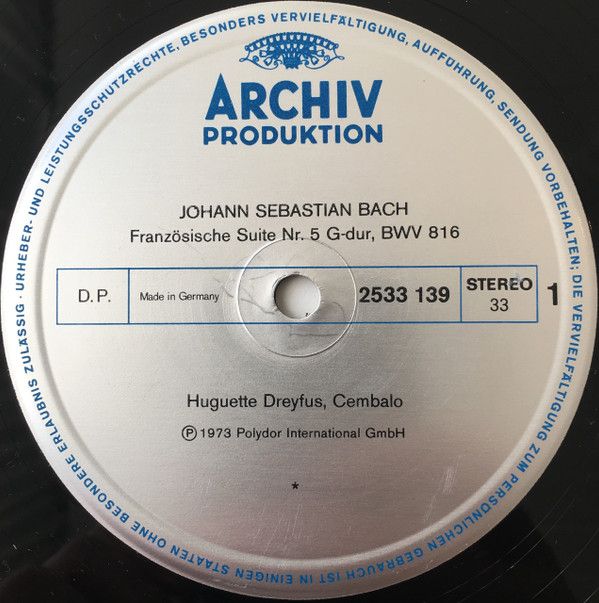 URHEBER- UND LEISTUNGSSCHUTZRECHTE, BESONDERS VERVIELFÄLTIGUNG, AUFFÜHRUNG, SENDUNG VORBEHALTEN; DIE VERVIELFÄLTIGUNG ZUM PERSÖNLICHEN GEBRAUCH IST IN EINIGEN STAATEN OHNE BESONDERE ERLAUBNIS ZULÄSSIG ·
ARCHIV
PRODUKTION
JOHANN SEBASTIAN BACH
Französische Suite Nr. 5 G-dur, BWV 816
D.P. Made in Germany 2533 139 STEREO 33 1
Huguette Dreyfus, Cembalo
Ⓟ 1973 Polydor International GmbH
*